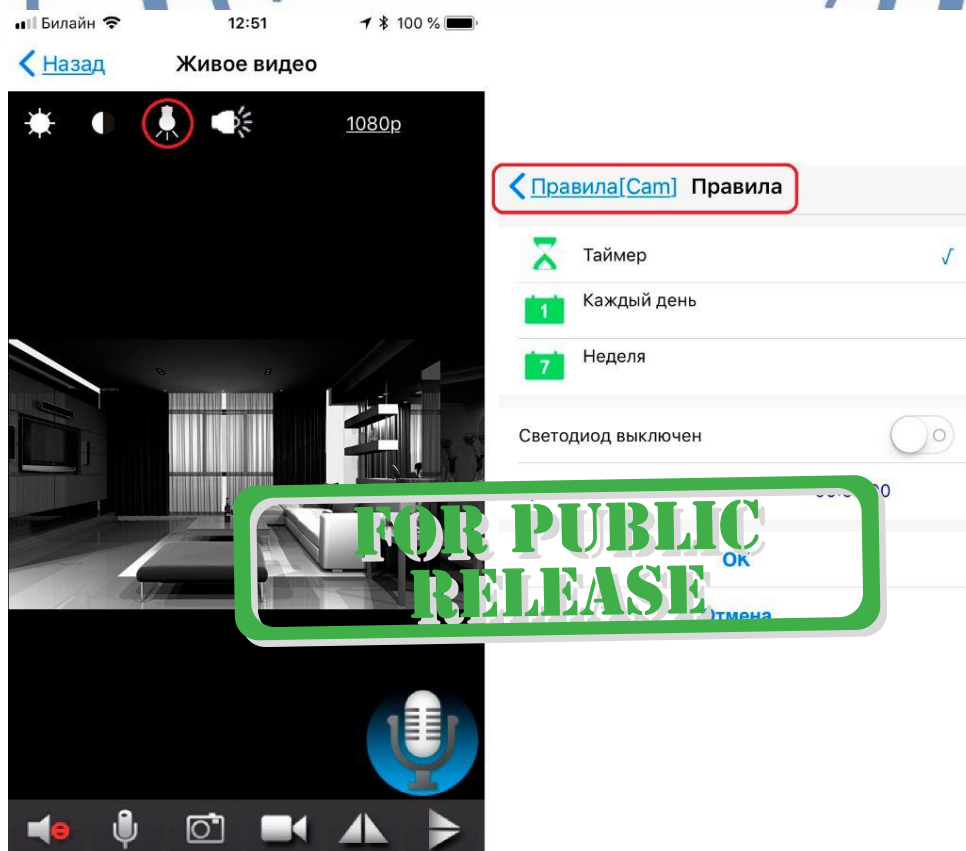 Билайн 12:51 100 %
Назад Живое видео
1080p
Правила[Cam] Правила
Таймер √
1 Каждый день
7 Неделя
Светодиод выключен
FOR PUBLIC
RELEASE
OK
Отмена